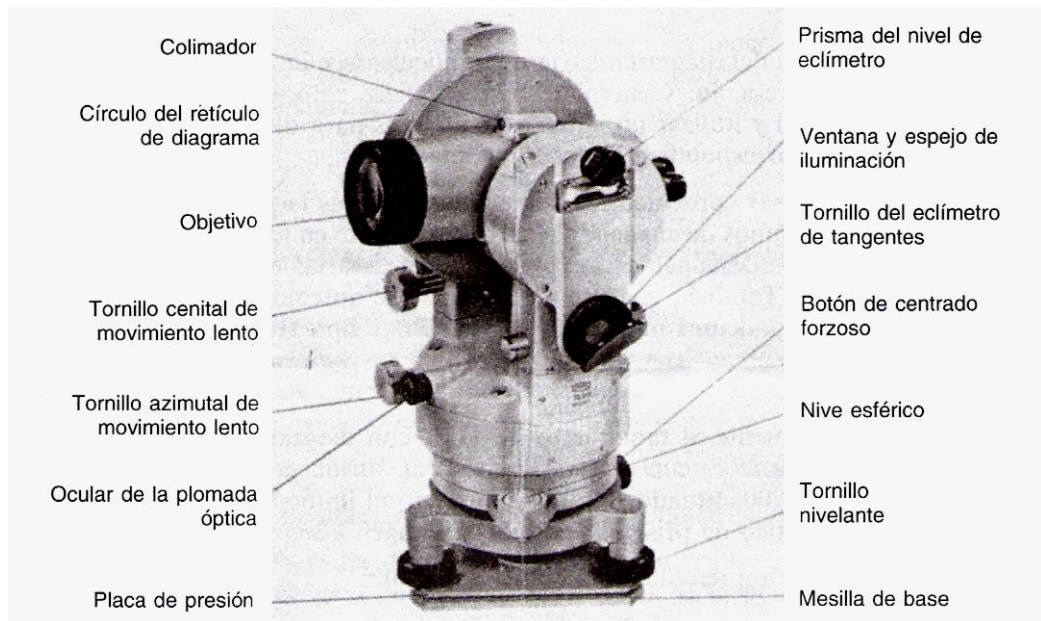 Colimador
Círculo del retículo
de diagrama
Objetivo
Tornillo cenital de
movimiento lento
Tornillo azimutal de
movimiento lento
Ocular de la plomada
óptica
Placa de presión
Prisma del nivel de
eclímetro
Ventana y espejo de
iluminación
Tornillo del eclímetro
de tangentes
Botón de centrado
forzoso
Nive esférico
Tornillo
nivelante
Mesilla de base